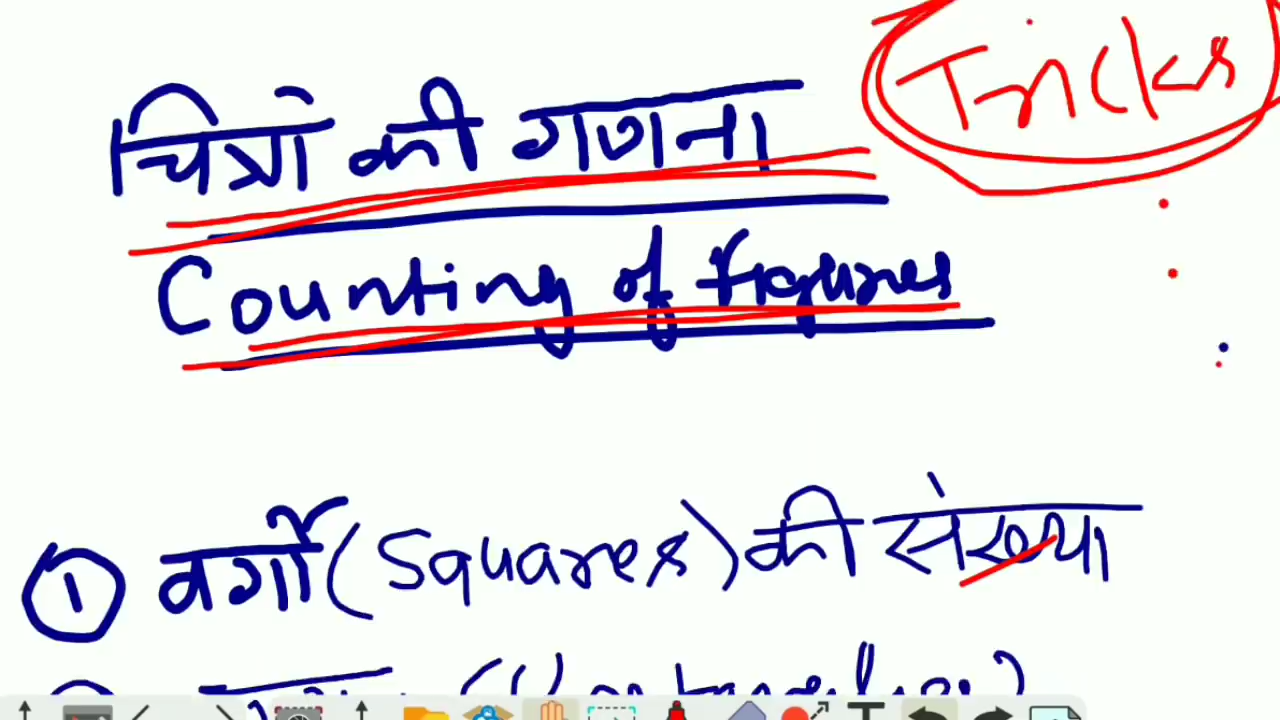 Tricks
चित्रो की गणना
Counting of figures
① वर्गो (Squares) की संख्या